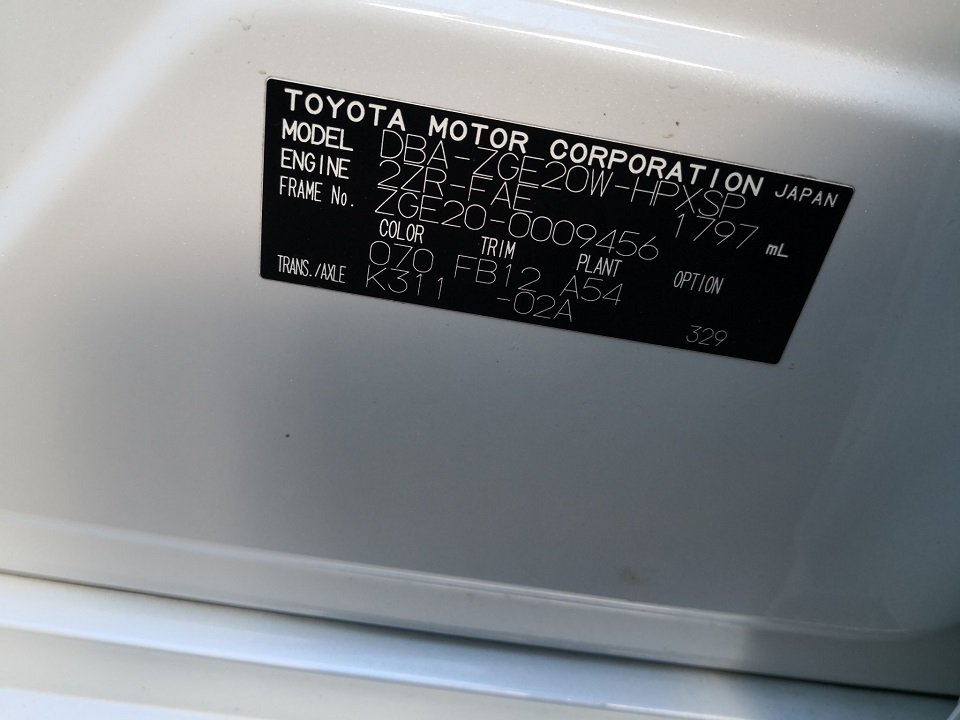 TOYOTA MOTOR CORPORATION JAPAN
MODEL DBA-ZGE20W-HPXSP
ENGINE 2ZR-FAE 1797 mL
FRAME No. ZGE20-0009456
COLOR TRIM PLANT OPTION
070 FB12 A54
TRANS./AXLE K311 -02A
329